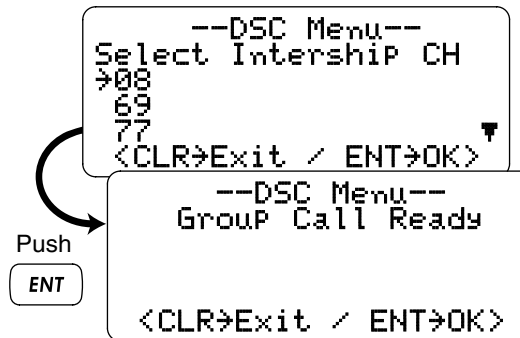 --DSC Menu--
Select Intership CH
→08
69
77 ▼
<CLR→Exit / ENT→OK>
--DSC Menu--
Group Call Ready
<CLR→Exit / ENT→OK>
Push
ENT